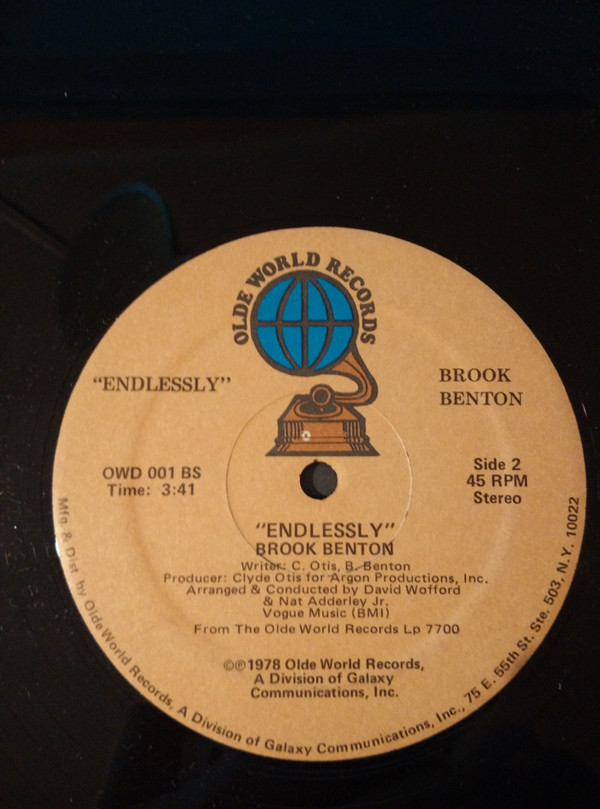 OLDE WORLD RECORDS
"ENDLESSLY"
BROOK
BENTON
OWD 001 BS
Time: 3:41
Side 2
45 RPM
Stereo
"ENDLESSLY"
BROOK BENTON
Writer: C. Otis, B. Benton
Producer: Clyde Otis for Argon Productions, Inc.
Arranged & Conducted by David Wofford
& Nat Adderley Jr.
Vogue Music (BMI)
From The Olde World Records Lp 7700
©℗1978 Olde World Records,
A Division of Galaxy
Communications, Inc.
Mfg & Dist by Olde World Records, A Division of Galaxy Communications, Inc., 75 E. 55th St. Ste. 503, N.Y. 10022